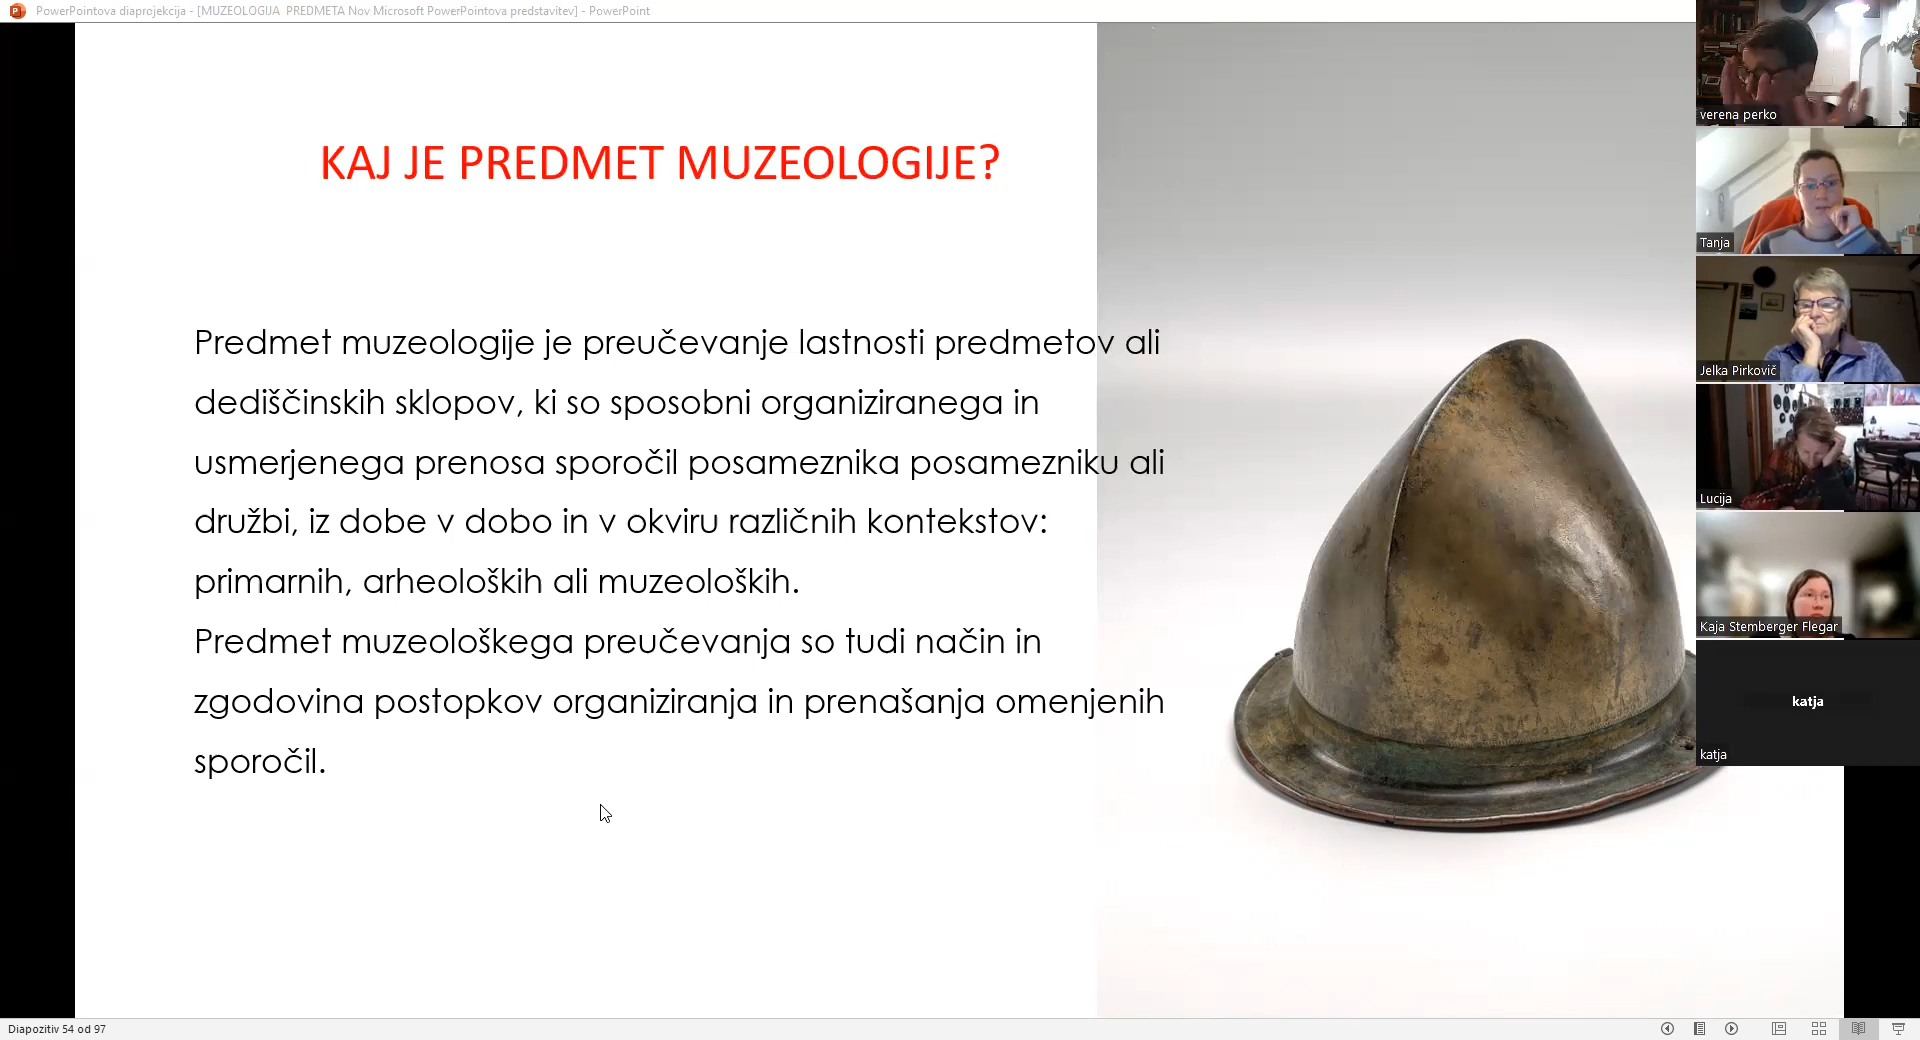 PowerPointova diaprojekcija - [MUZEOLOGIJA  PREDMETA Nov Microsoft PowerPointova predstavitev] - PowerPoint
KAJ JE PREDMET MUZEOLOGIJE?
Predmet muzeologije je preučevanje lastnosti predmetov ali
dediščinskih sklopov, ki so sposobni organiziranega in
usmerjenega prenosa sporočil posameznika posamezniku ali
družbi, iz dobe v dobo in v okviru različnih kontekstov:
primarnih, arheoloških ali muzeoloških.
Predmet muzeološkega preučevanja so tudi način in
zgodovina postopkov organiziranja in prenašanja omenjenih
sporočil.
verena perko
Tanja
Jelka Pirkovič
Lucija
Kaja Stemberger Flegar
katja
katja
Diapozitiv 54 od 97